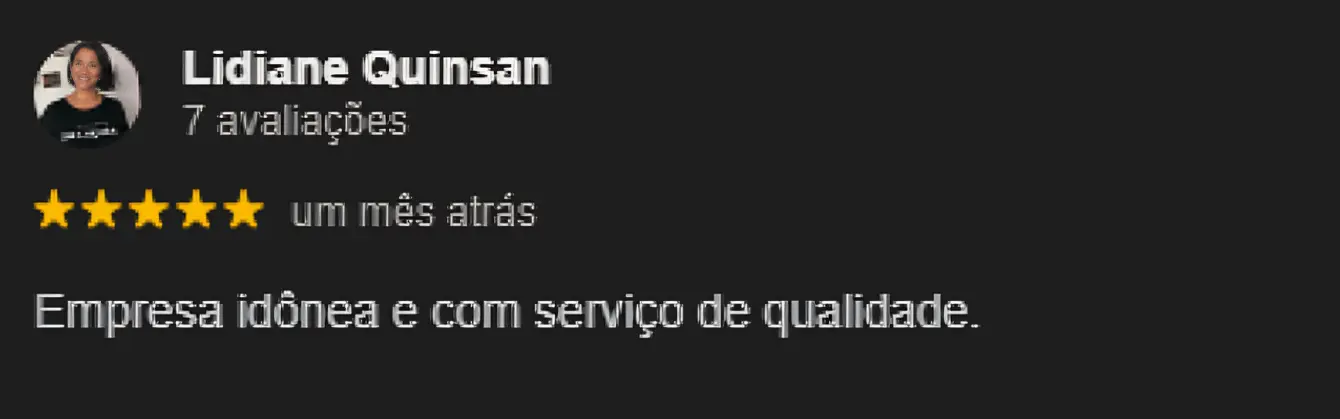 Lidiane Quinsan
7 avaliações
um mês atrás
Empresa idônea e com serviço de qualidade.